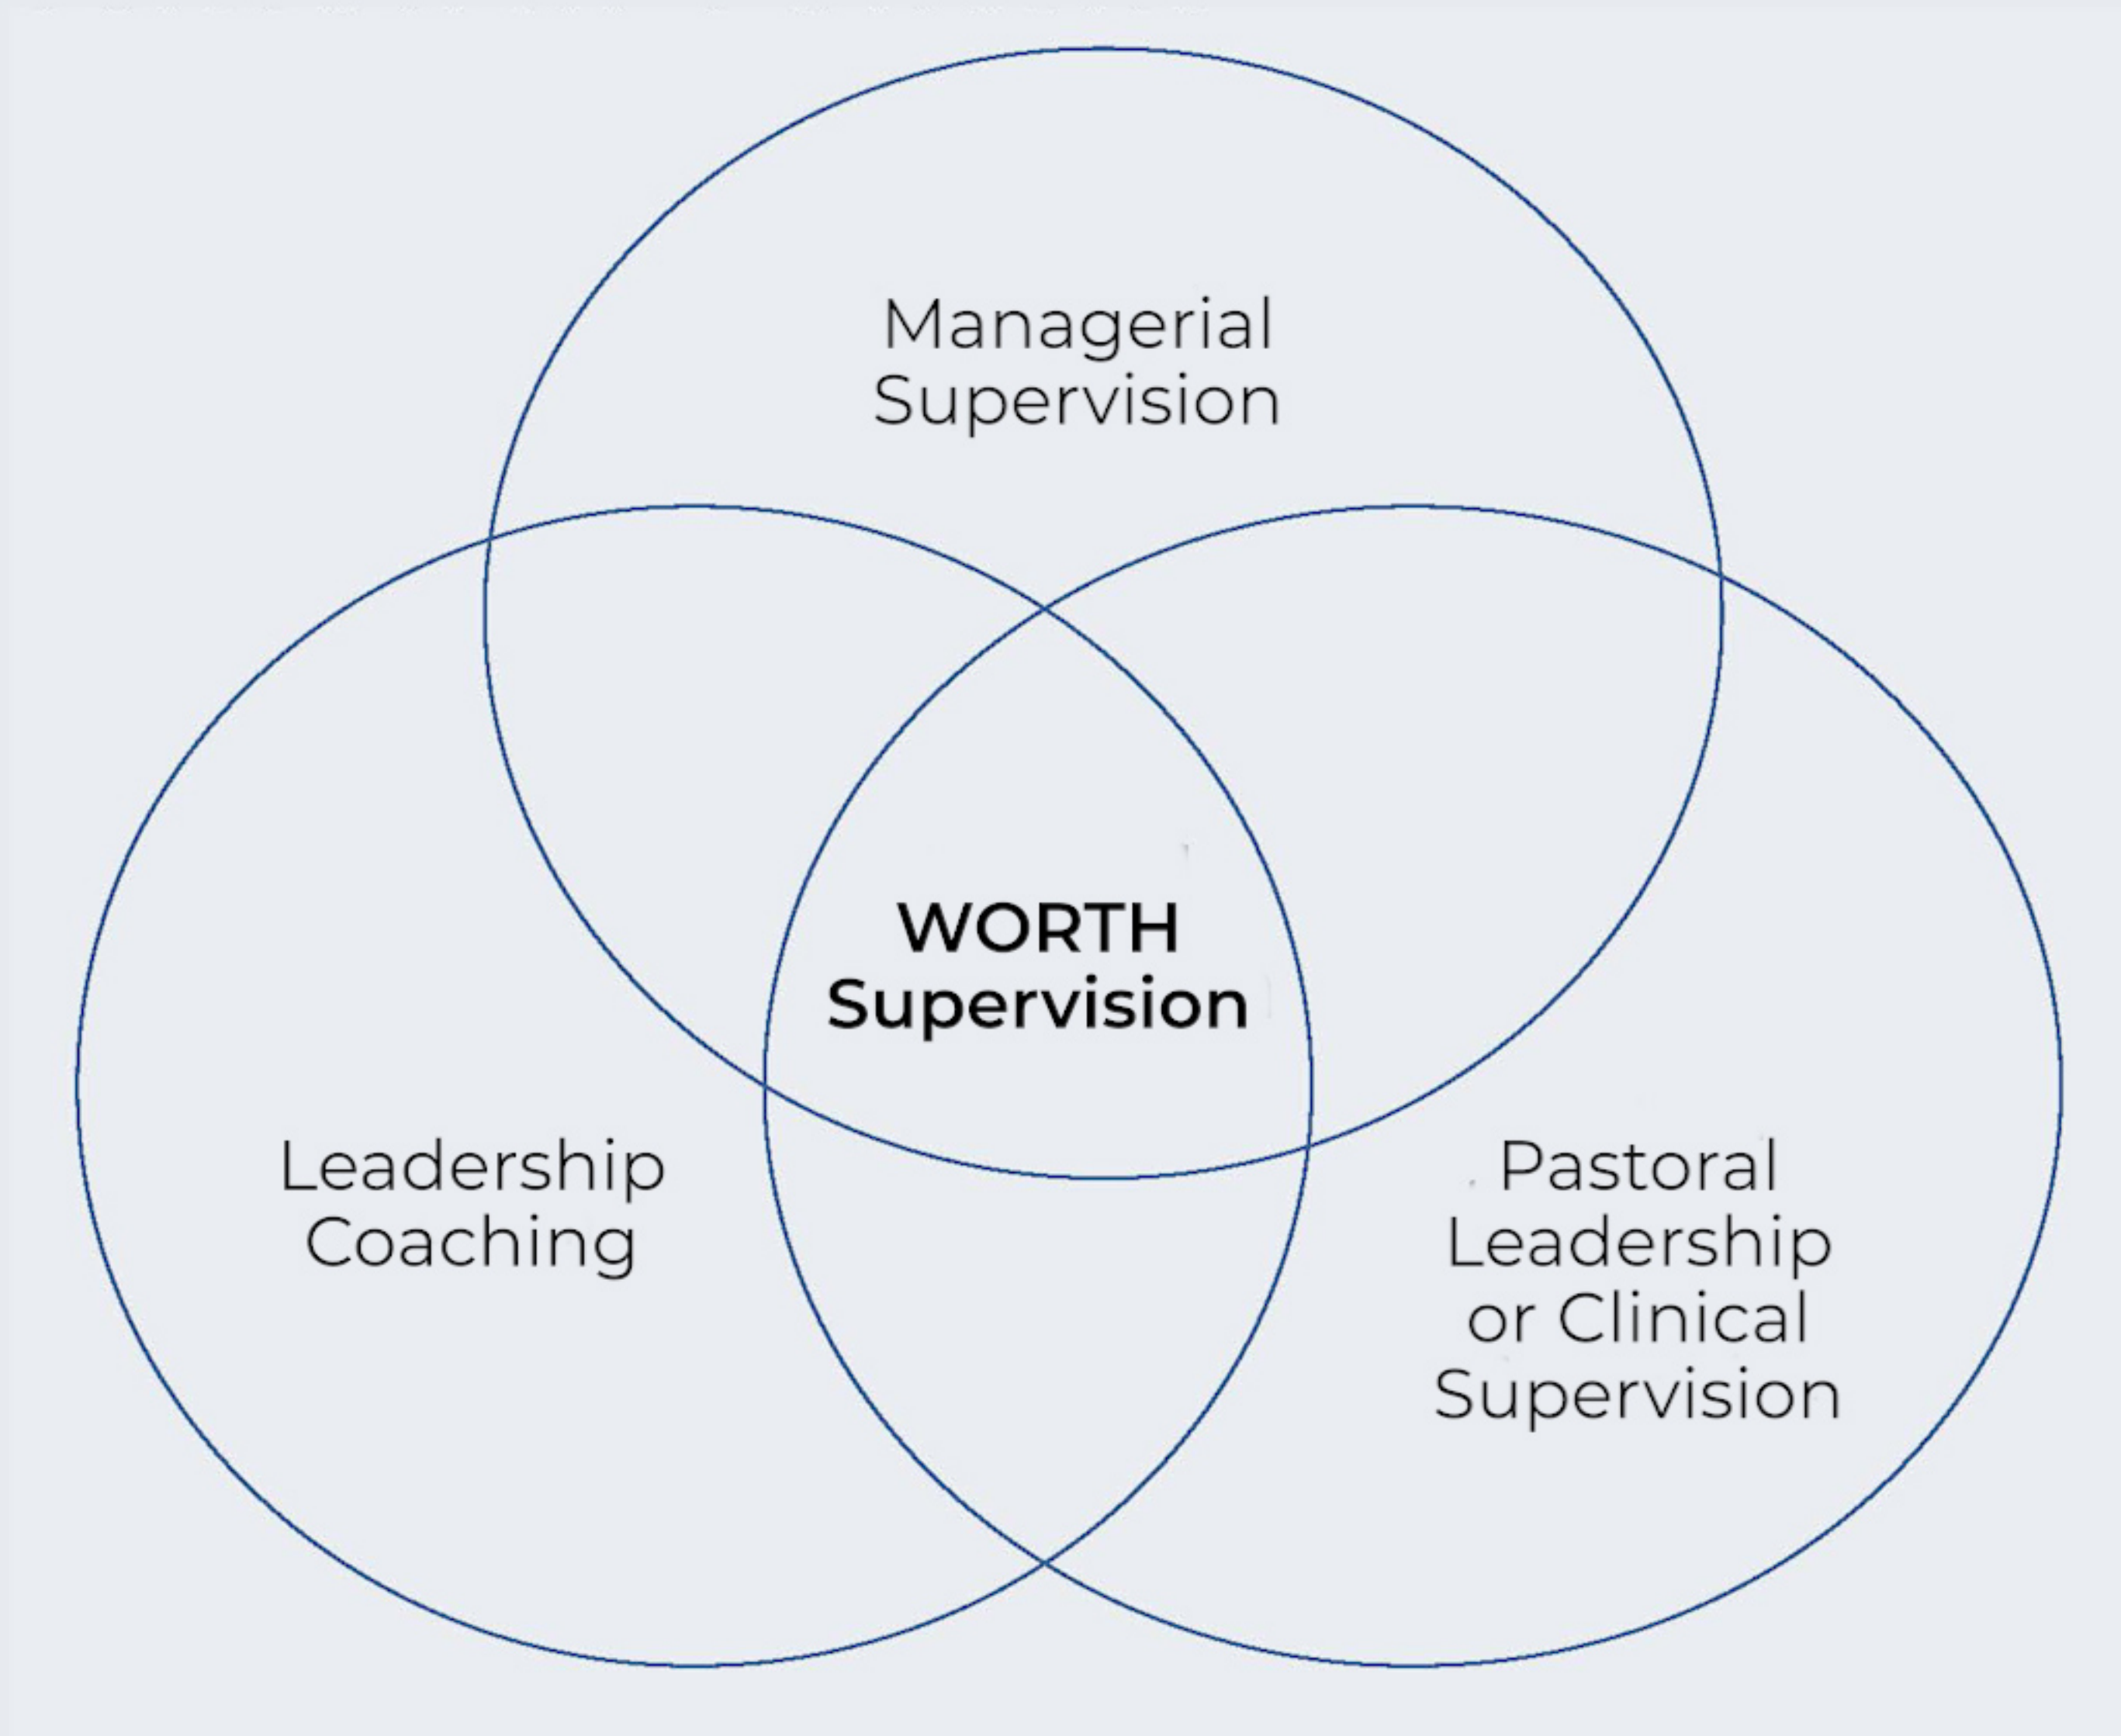 Managerial
Supervision
WORTH
Supervision
Leadership
Coaching
Pastoral
Leadership
or Clinical
Supervision